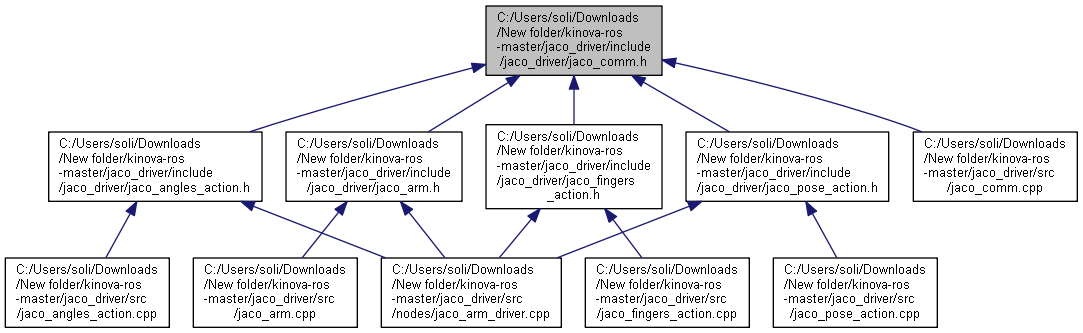 C:/Users/soli/Downloads
/New folder/kinova-ros
-master/jaco_driver/include
/jaco_driver/jaco_comm.h
C:/Users/soli/Downloads
/New folder/kinova-ros
-master/jaco_driver/include
/jaco_driver/jaco_angles_action.h
C:/Users/soli/Downloads
/New folder/kinova-ros
-master/jaco_driver/include
/jaco_driver/jaco_arm.h
C:/Users/soli/Downloads
/New folder/kinova-ros
-master/jaco_driver/include
/jaco_driver/jaco_fingers
_action.h
C:/Users/soli/Downloads
/New folder/kinova-ros
-master/jaco_driver/include
/jaco_driver/jaco_pose_action.h
C:/Users/soli/Downloads
/New folder/kinova-ros
-master/jaco_driver/src
/jaco_comm.cpp
C:/Users/soli/Downloads
/New folder/kinova-ros
-master/jaco_driver/src
/jaco_angles_action.cpp
C:/Users/soli/Downloads
/New folder/kinova-ros
-master/jaco_driver/src
/jaco_arm.cpp
C:/Users/soli/Downloads
/New folder/kinova-ros
-master/jaco_driver/src
/nodes/jaco_arm_driver.cpp
C:/Users/soli/Downloads
/New folder/kinova-ros
-master/jaco_driver/src
/jaco_fingers_action.cpp
C:/Users/soli/Downloads
/New folder/kinova-ros
-master/jaco_driver/src
/jaco_pose_action.cpp